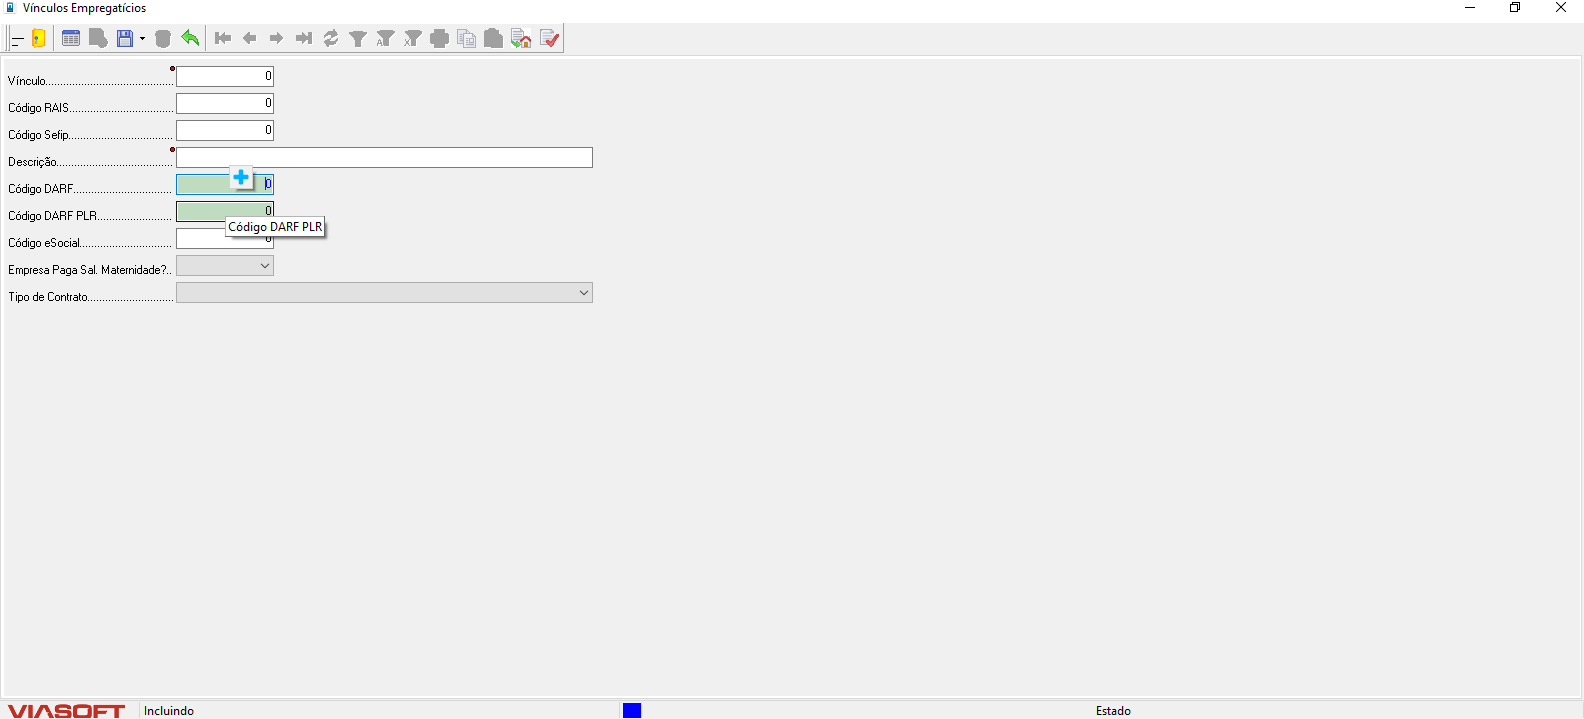 Vínculos Empregatícios
Vínculo.......................................... 0
Código RAIS.................................. 0
Código Sefip.................................. 0
Descrição.....................................
Código DARF................................ 0
Código DARF PLR........................ 0
Código DARF PLR
Código eSocial.............................. 0
Empresa Paga Sal. Maternidade?..
Tipo de Contrato............................
VIASOFT Incluindo Estado